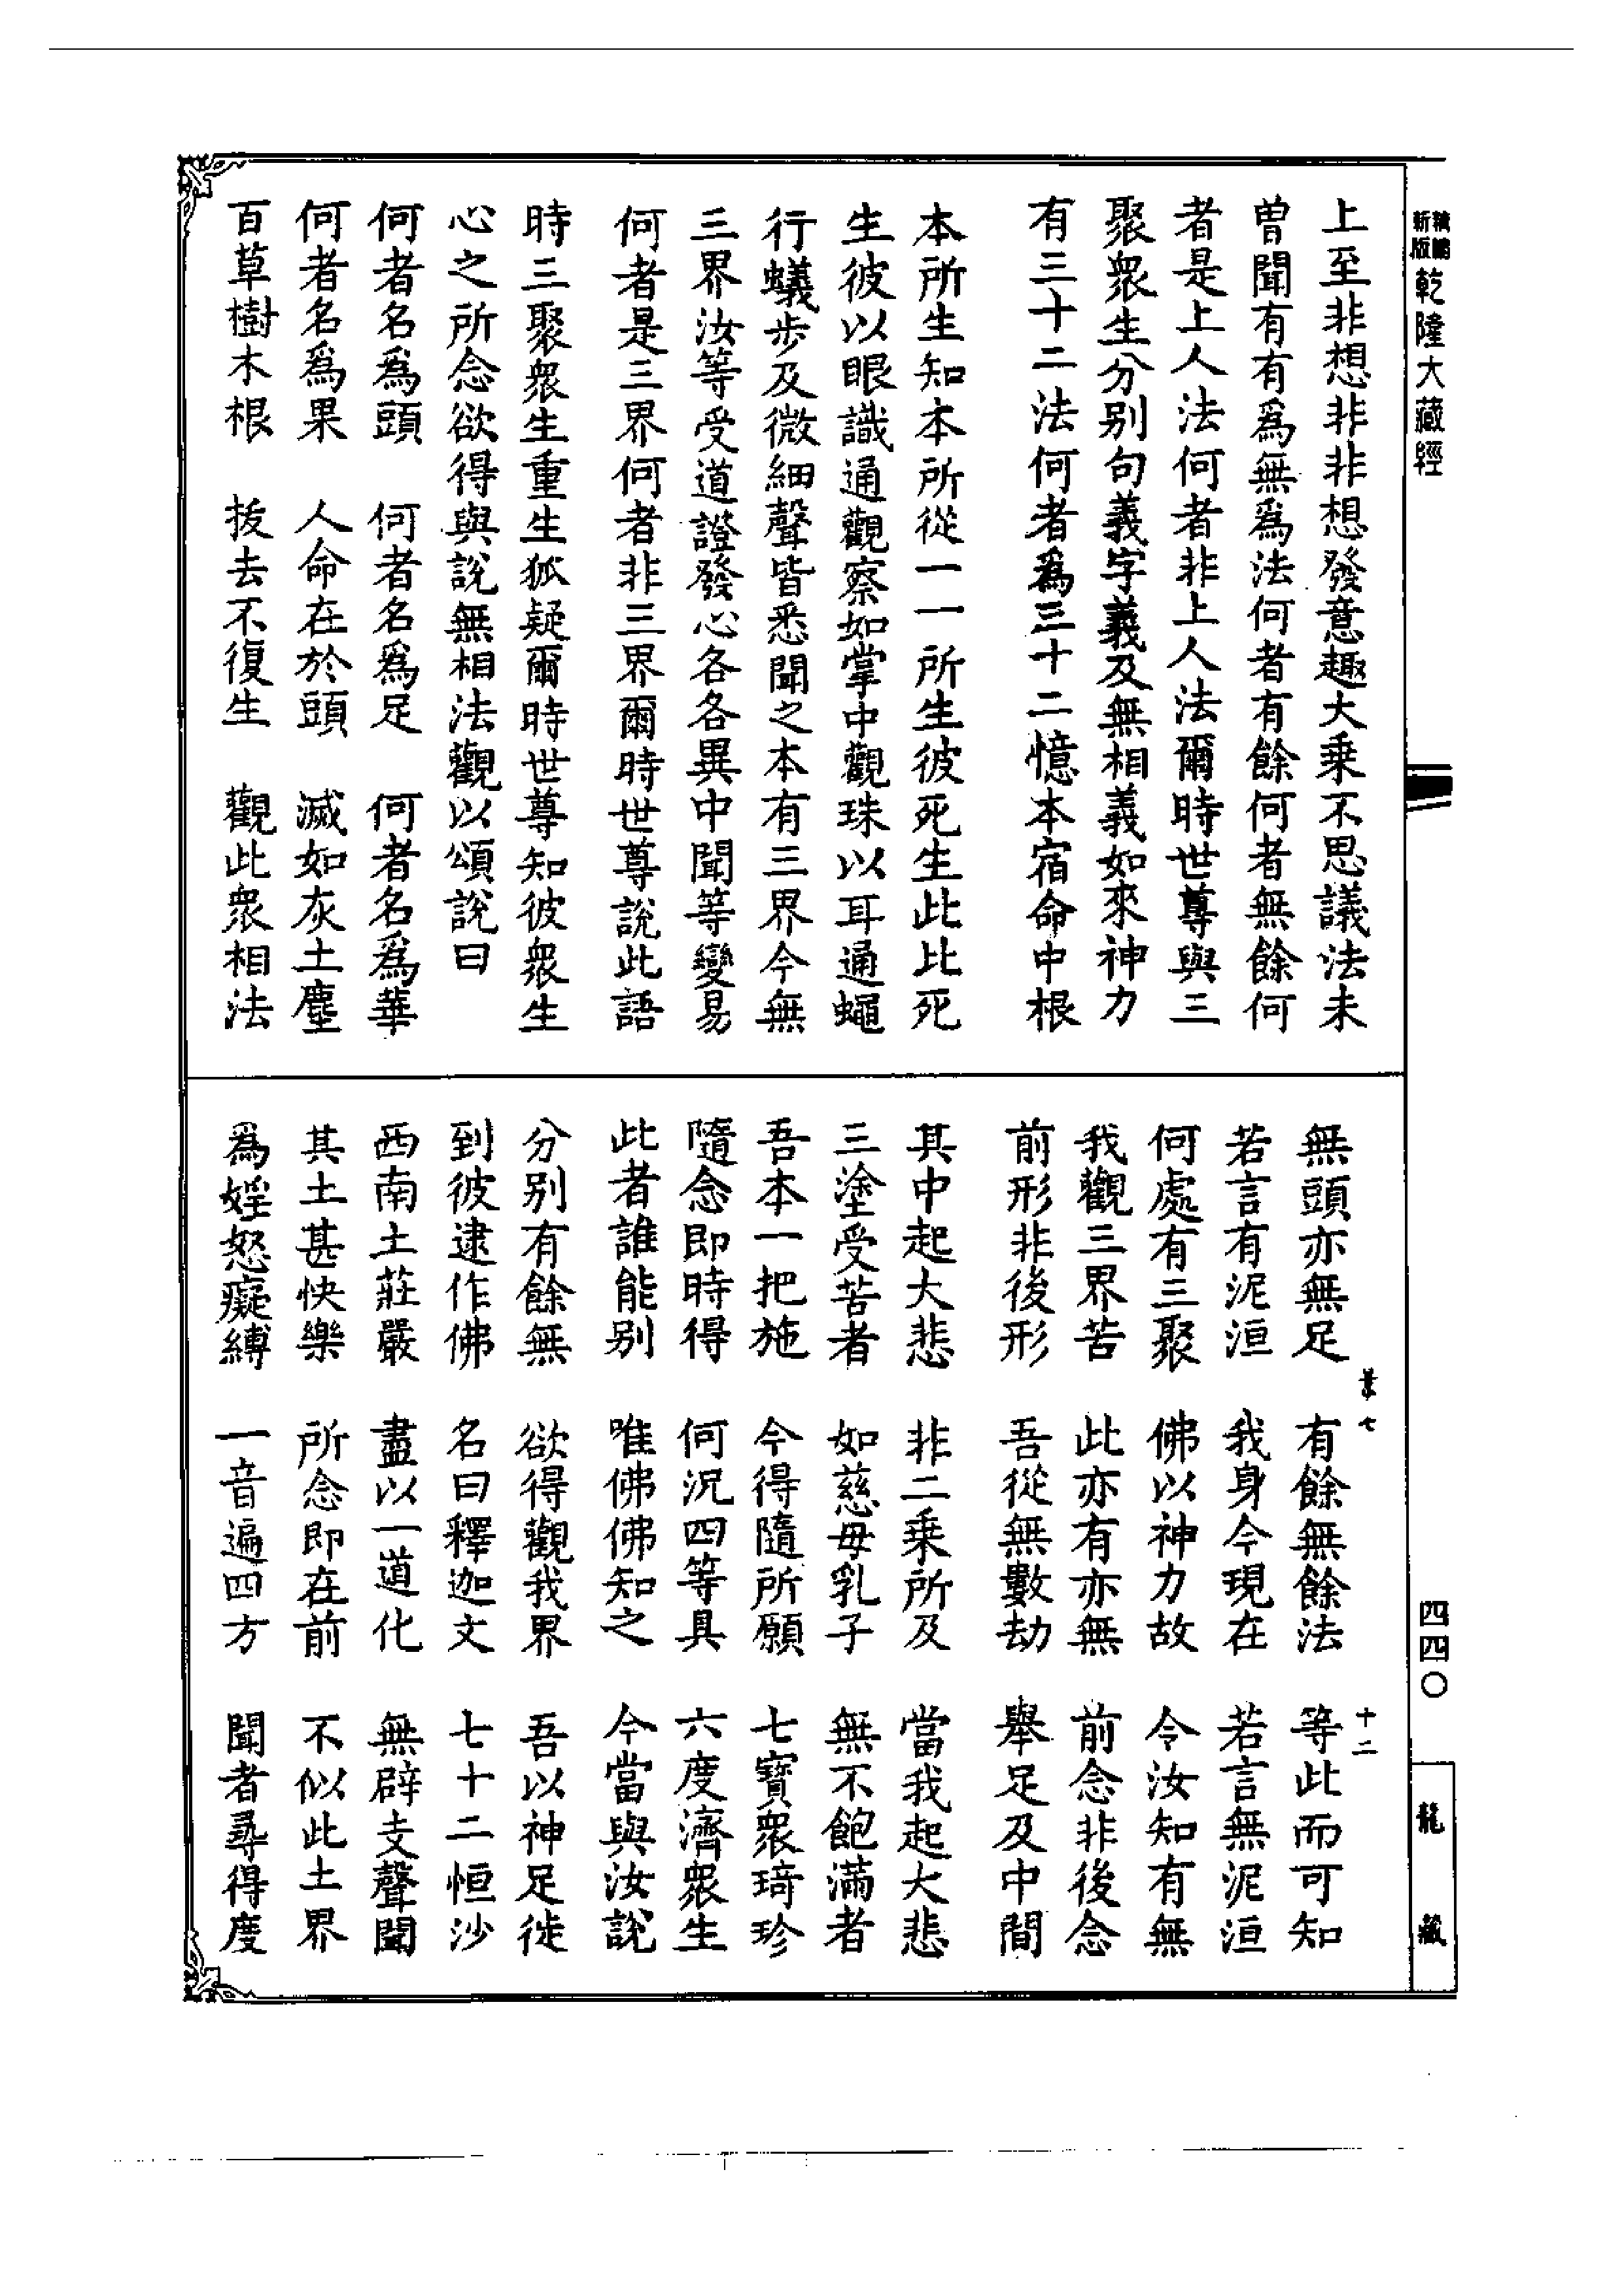 精編
新版
乾隆大藏經
四四〇
龍藏
上至非想非非想發意趣大乘不思議法未
曾聞有有為無為法何者有餘何者無餘何
者是上人法何者非上人法爾時世尊與三
聚衆生分別句義字義及無相義如來神力
有三十二法何者為三十二憶本宿命中根
本所生知本所從一一所生彼死生此比死
生彼以眼識通觀察如掌中觀珠以耳通蠅
行蟻步及微細聲皆悉聞之本有三界今無
三界汝等受道證發心各各異中聞等變易
何者是三界何者非三界爾時世尊說此語
時三聚衆生重生狐疑爾時世尊知彼衆生
心之所念欲得與說無相法觀以頌說曰
何者名為頭　何者名為足　何者名為華
何者名為果　人命在於頭　滅如灰土塵
百草樹木根　拔去不復生　觀此衆相法
無頭亦無足　有餘無餘法　等此而可知
葉七
十二
若言有泥洹　我身今現在　若言無泥洹
何處有三聚　佛以神力故　令汝知有無
我觀三界苦　此亦有亦無　前念非後念
前形非後形　吾從無數劫　舉足及中間
其中起大悲　非二乘所及　當我起大悲
三塗受苦者　如慈母乳子　無不飽滿者
吾本一把施　今得隨所願　七寶衆琦珍
隨念即時得　何況四等具　六度濟衆生
此者誰能別　唯佛佛知之　今當與汝說
分別有餘無　欲得觀我界　吾以神足徙
到彼逮作佛　名曰釋迦文　七十二恒沙
西南土莊嚴　盡以一道化　無辟支聲聞
其土甚快樂　所念即在前　不似此土界
為婬怒癡縛　一音遍四方　聞者尋得度